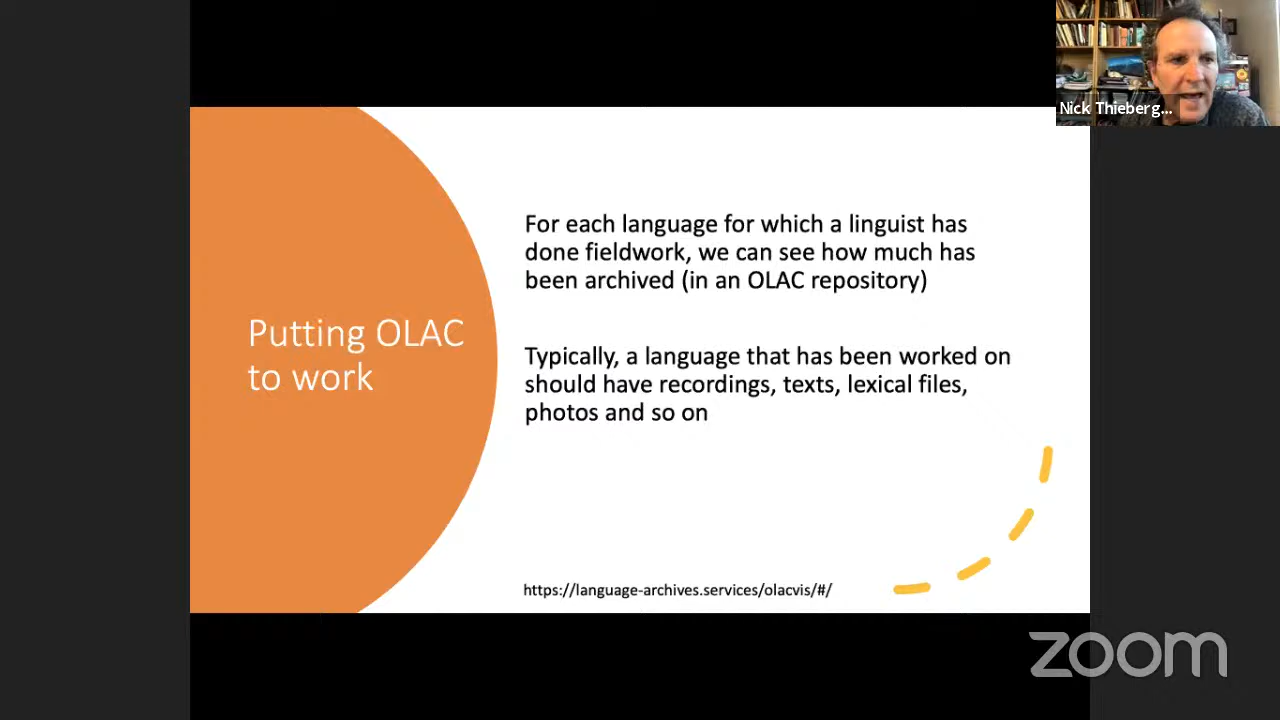 Nick Thieberg...
For each language for which a linguist has
done fieldwork, we can see how much has
been archived (in an OLAC repository)
Putting OLAC
to work
Typically, a language that has been worked on
should have recordings, texts, lexical files,
photos and so on
https://language-archives.services/olacvis/#/
zoom